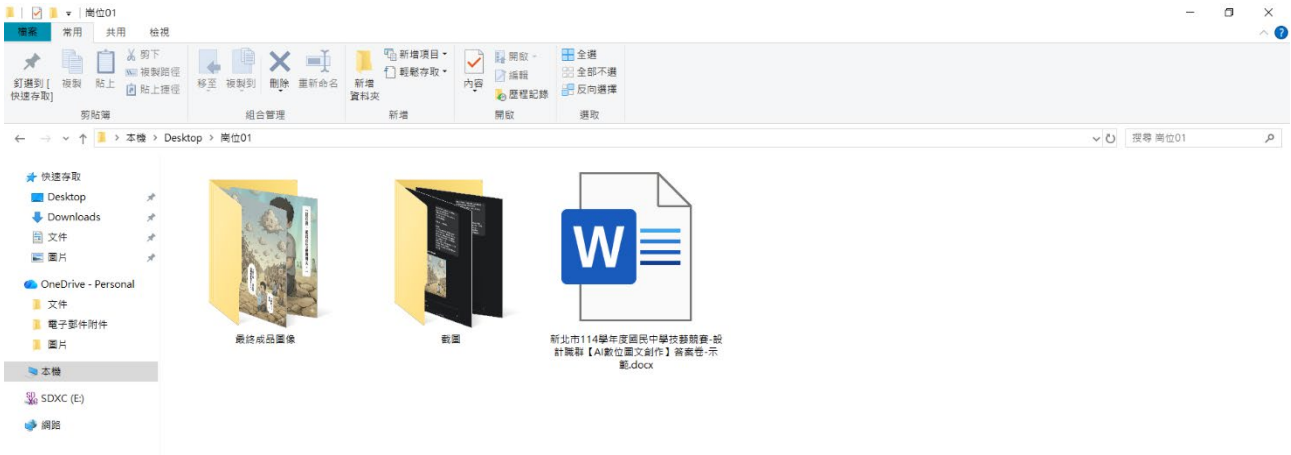 崗位01
檔案 常用 共用 檢視
釘選到 [快速存取]
複製
貼上
剪下
複製路徑
貼上捷徑
剪貼簿
移至
複製到
刪除
重新命名
組合管理
新增資料夾
新增項目
輕鬆存取
新增
內容
開啟
編輯
歷程記錄
開啟
全選
全部不選
反向選擇
選取
本機 > Desktop > 崗位01
搜尋 崗位01
快速存取
Desktop
Downloads
文件
圖片
OneDrive - Personal
文件
電子郵件附件
圖片
本機
SDXC (E:)
網路
最終成品圖像
截圖
W
新北市114學年度國民中學技藝競賽-設
計職群【AI數位圖文創作】答案卷-示
範.docx